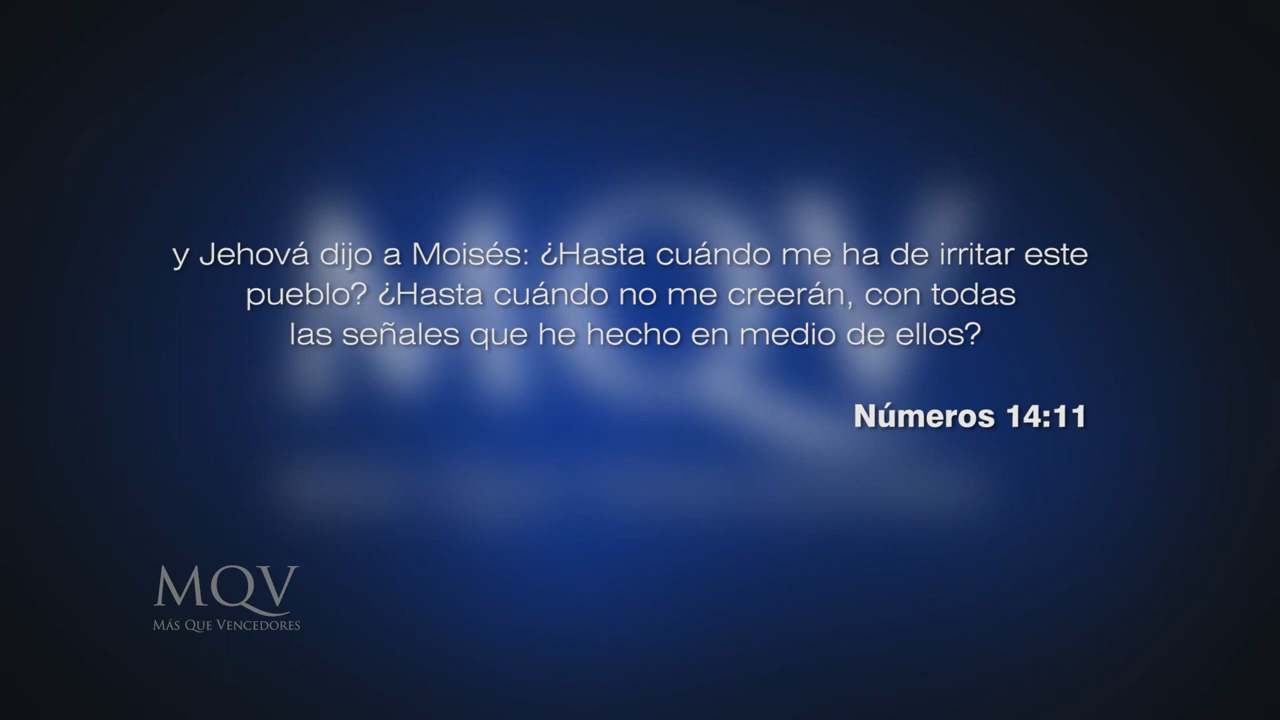 y Jehová dijo a Moisés: ¿Hasta cuándo me ha de irritar este
pueblo? ¿Hasta cuándo no me creerán, con todas
las señales que he hecho en medio de ellos?
Números 14:11
MQV
MÁS QUE VENCEDORES